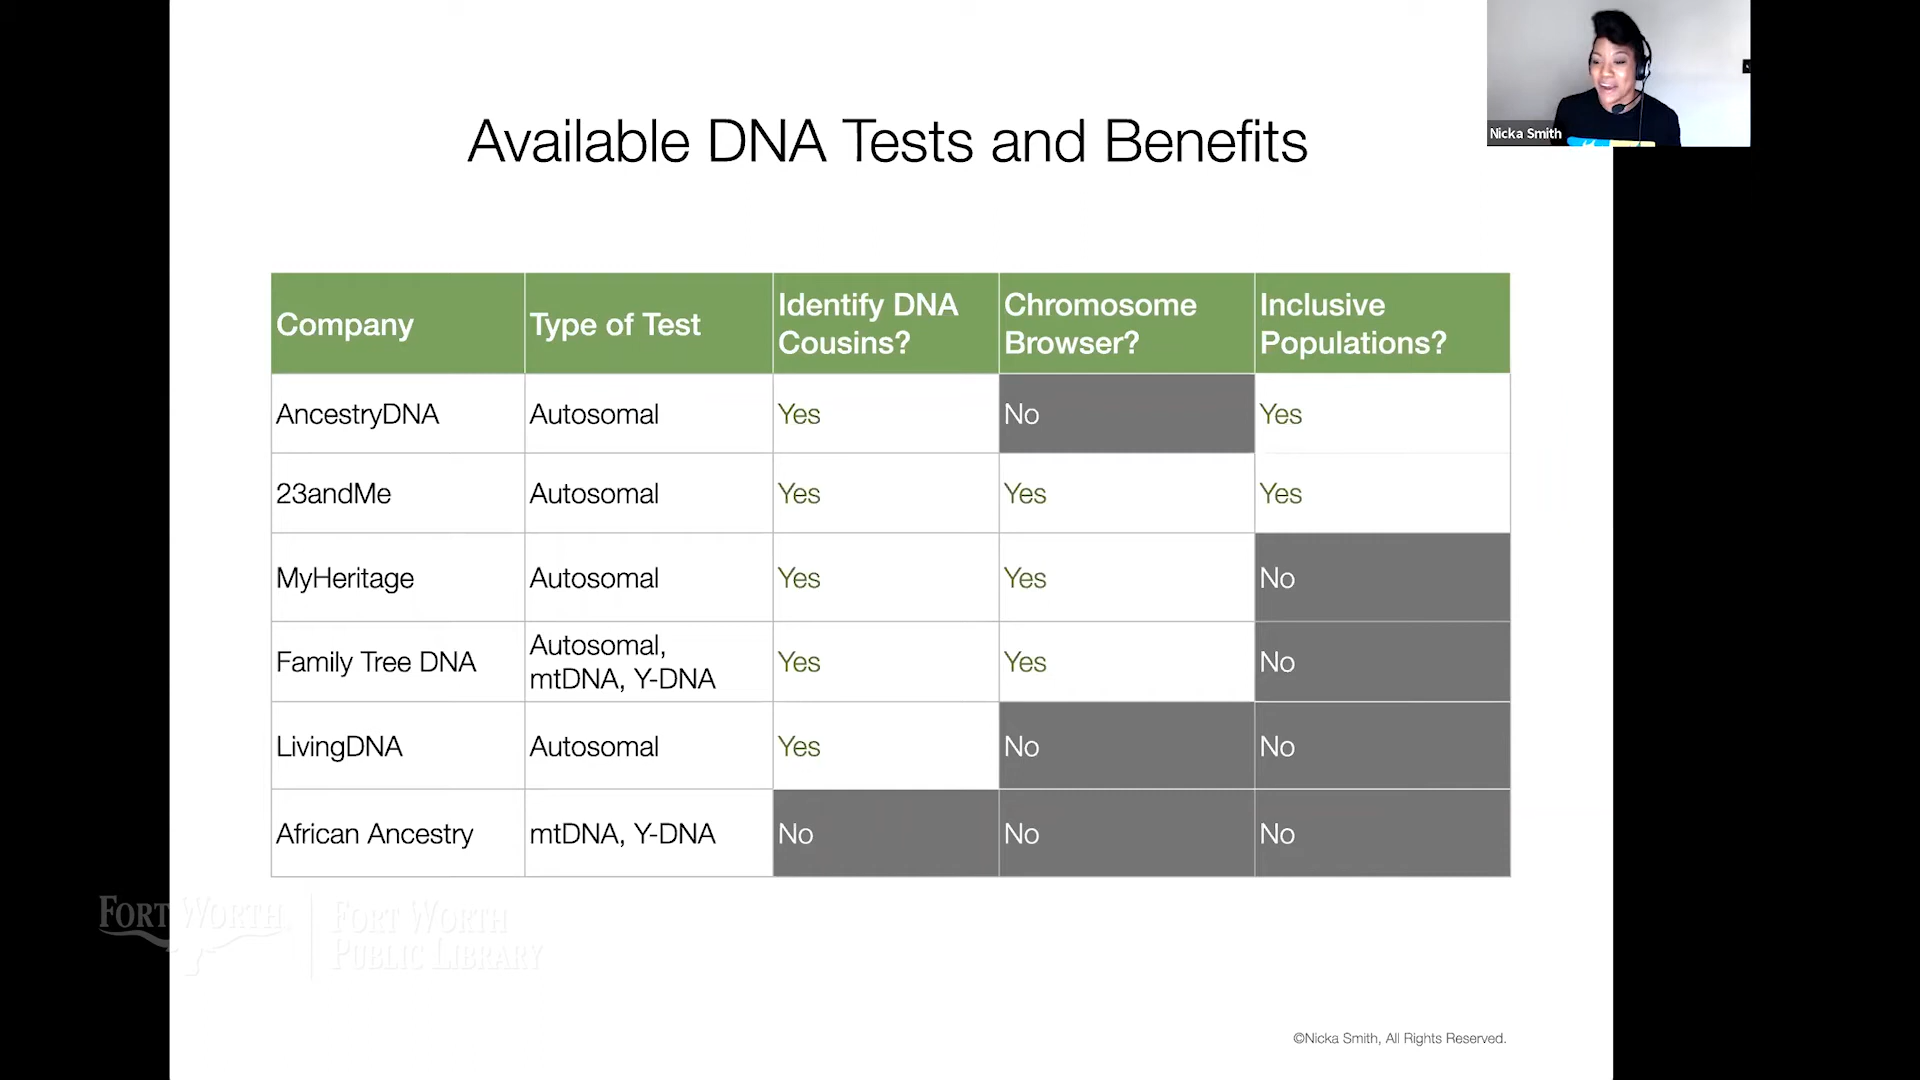 Available DNA Tests and Benefits
Nicka Smith
Company
Type of Test
Identify DNA
Cousins?
Chromosome
Browser?
Inclusive
Populations?
AncestryDNA
Autosomal
Yes
No
Yes
23andMe
Autosomal
Yes
Yes
Yes
MyHeritage
Autosomal
Yes
Yes
No
Family Tree DNA
Autosomal,
mtDNA, Y-DNA
Yes
Yes
No
LivingDNA
Autosomal
Yes
No
No
African Ancestry
mtDNA, Y-DNA
No
No
No
FORT WORTH
FORT WORTH
PUBLIC LIBRARY
©Nicka Smith, All Rights Reserved.